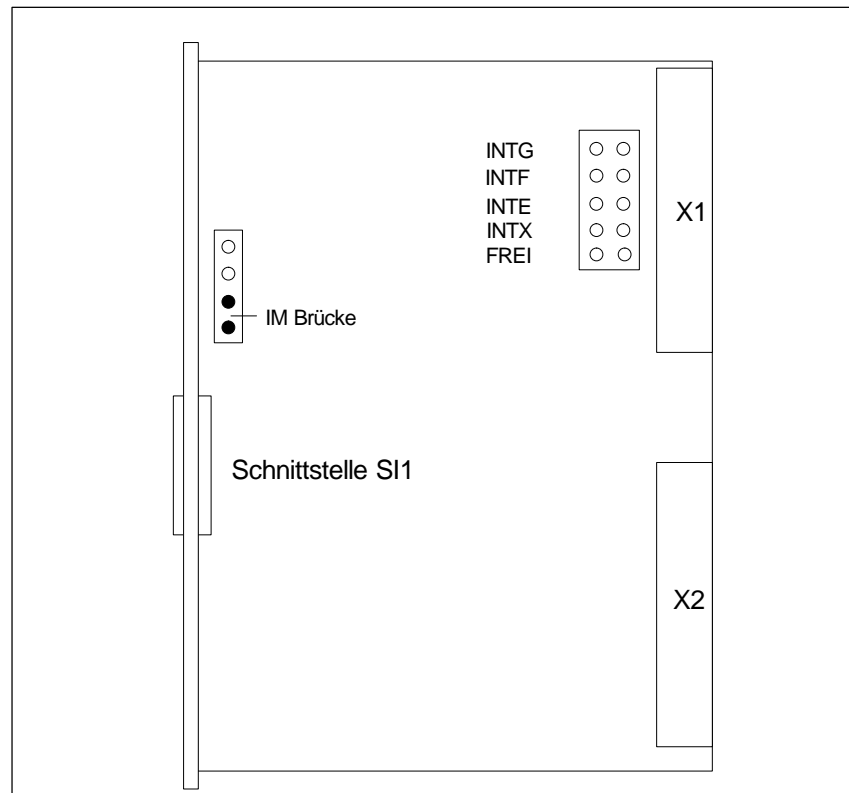 INTG
INTF
INTE
INTX
FREI
X1
IM Brücke
Schnittstelle SI1
X2